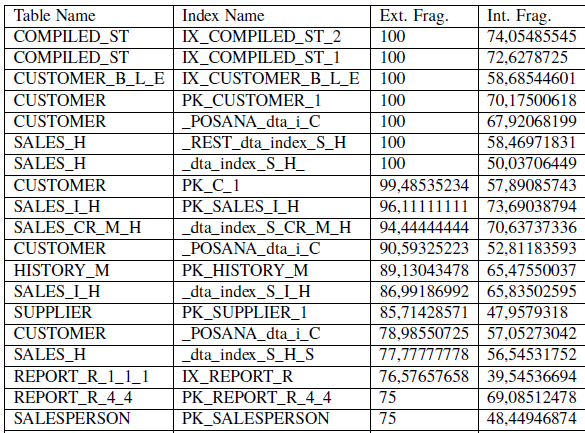 Table Name Index Name Ext. Frag. Int. Frag.
COMPILED_ST IX_COMPILED_ST_2 100 74,05485545
COMPILED_ST IX_COMPILED_ST_1 100 72,6278725
CUSTOMER_B_L_E IX_CUSTOMER_B_L_E 100 58,68544601
CUSTOMER PK_CUSTOMER_1 100 70,17500618
CUSTOMER _POSANA_dta_i_C 100 67,92068199
SALES_H _REST_dta_index_S_H 100 58,46971831
SALES_H _dta_index_S_H_ 100 50,03706449
CUSTOMER PK_C_1 99,48535234 57,89085743
SALES_I_H PK_SALES_I_H 96,11111111 73,69038794
SALES_CR_M_H _dta_index_S_CR_M_H 94,44444444 70,63737336
CUSTOMER _POSANA_dta_i_C 90,59325223 52,81183593
HISTORY_M PK_HISTORY_M 89,13043478 65,47550037
SALES_I_H _dta_index_S_I_H 86,99186992 65,83502595
SUPPLIER PK_SUPPLIER_1 85,71428571 47,9579318
CUSTOMER _POSANA_dta_i_C 78,98550725 57,05273042
SALES_H _dta_index_S_H_S 77,77777778 56,54531752
REPORT_R_1_1_1 IX_REPORT_R 76,57657658 39,54536694
REPORT_R_4_4 PK_REPORT_R_4_4 75 69,08512478
SALESPERSON PK_SALESPERSON 75 48,44946874